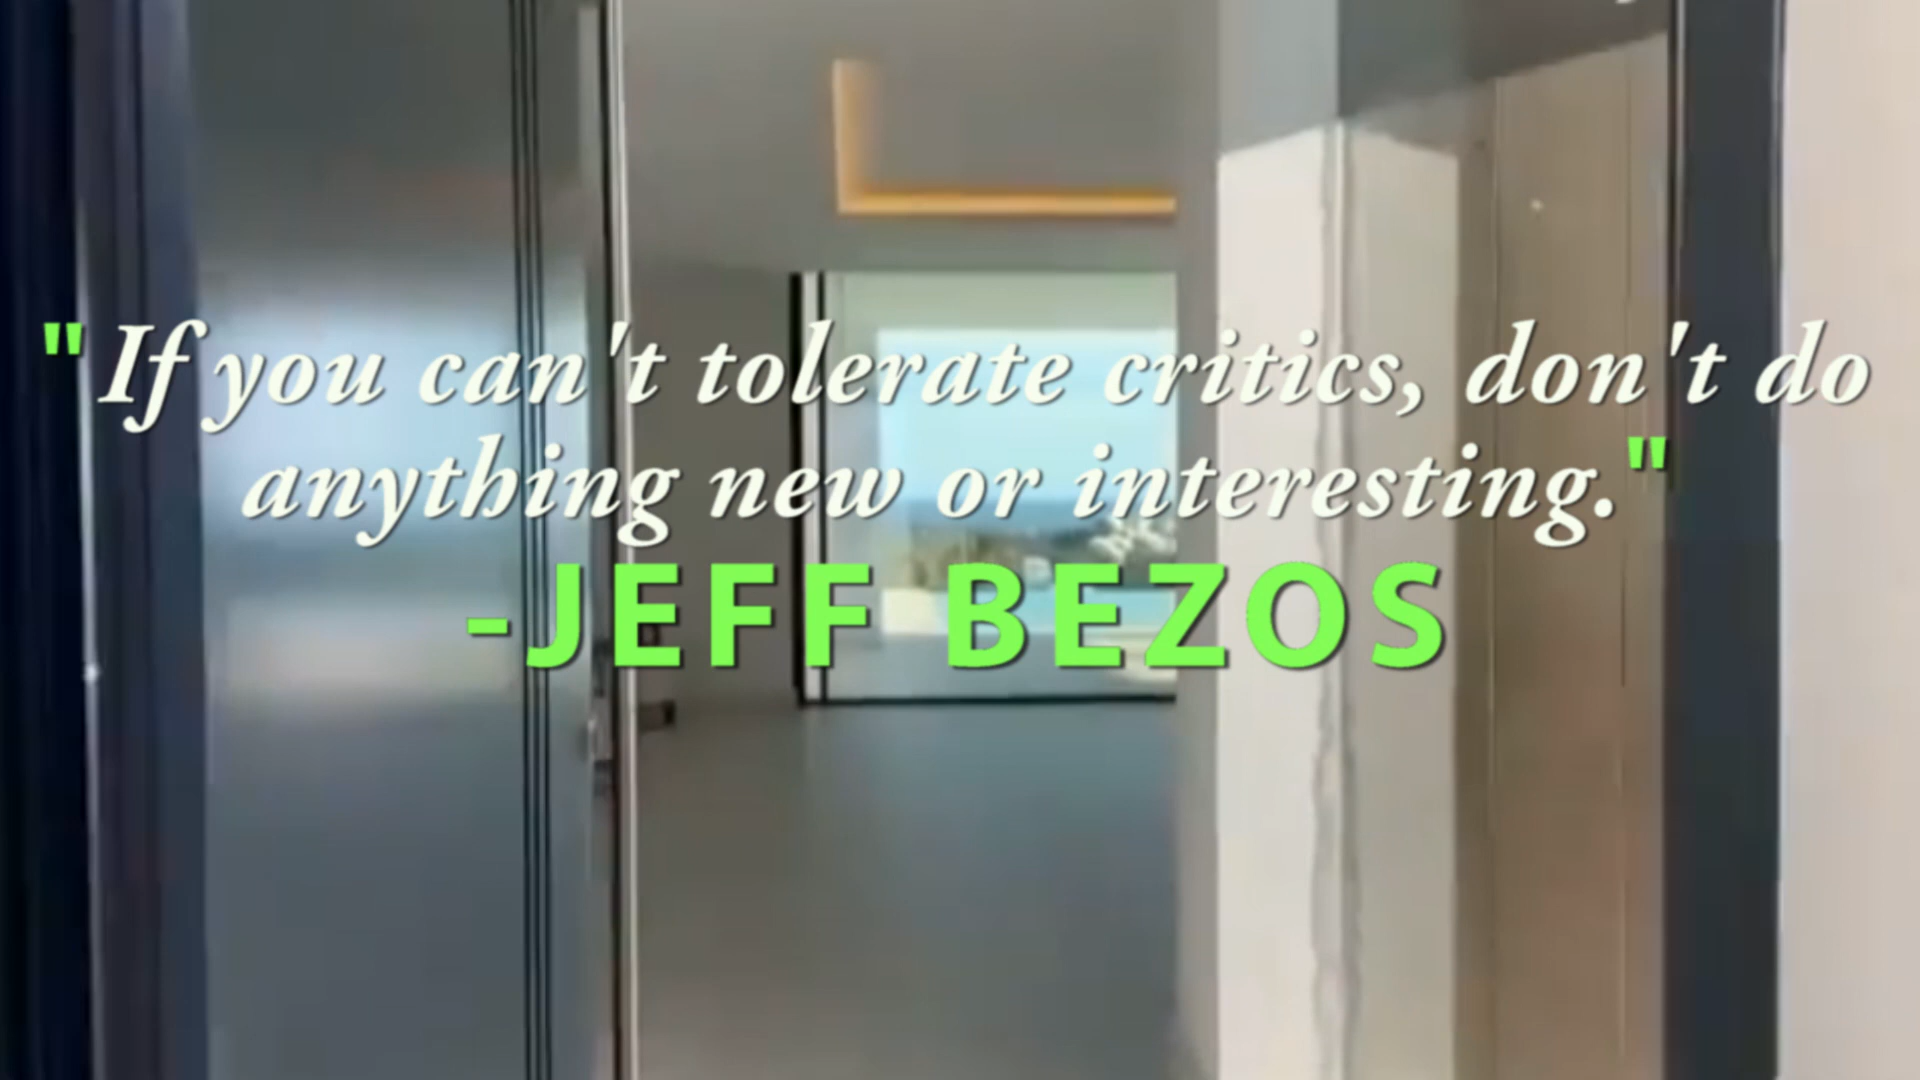 "If you can't tolerate critics, don't do
anything new or interesting."
-JEFF BEZOS